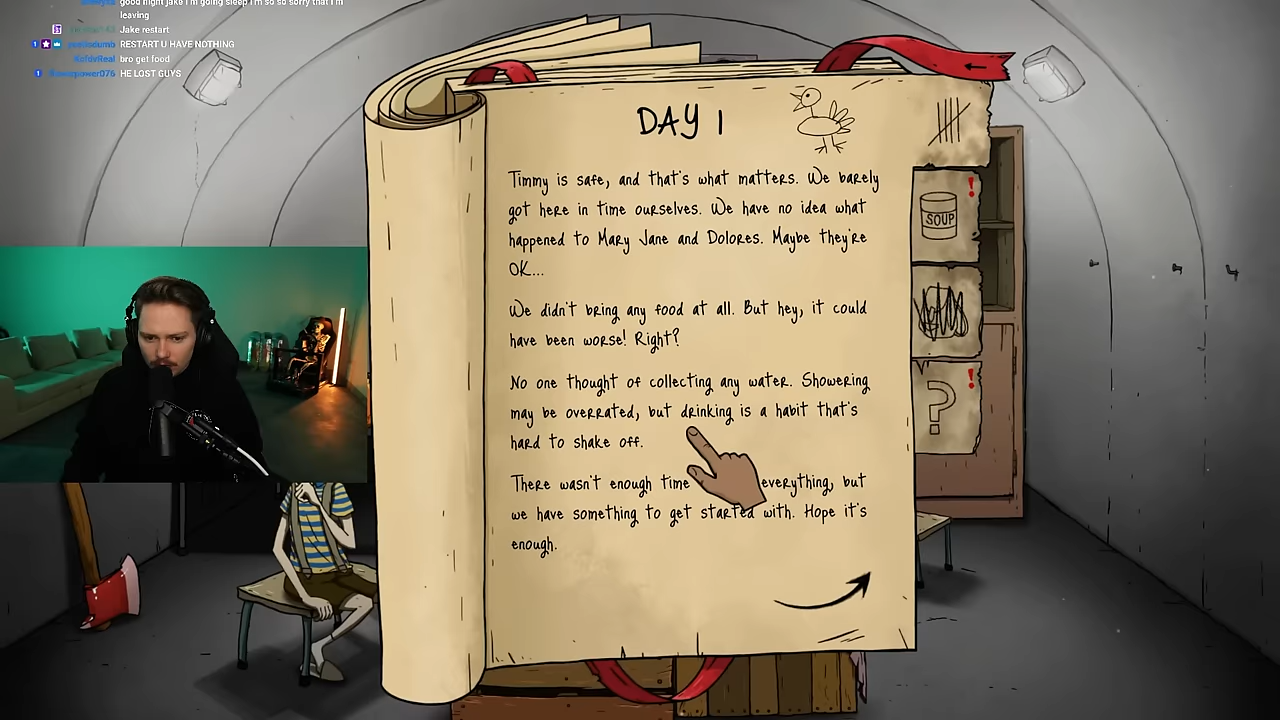 good night jake i'm going sleep i'm so so sorry that i'm
leaving
Jake restart
RESTART U HAVE NOTHING
bro get food
HE LOST GUYS
DAY 1
Timmy is safe, and that's what matters. We barely
got here in time ourselves. We have no idea what
happened to Mary Jane and Dolores. Maybe they're
OK...
We didn't bring any food at all. But hey, it could
have been worse! Right?
No one thought of collecting any water. Showering
may be overrated, but drinking is a habit that's
hard to shake off.
There wasn't enough time everything, but
we have something to get started with. Hope it's
enough.
SOUP
!
?
!